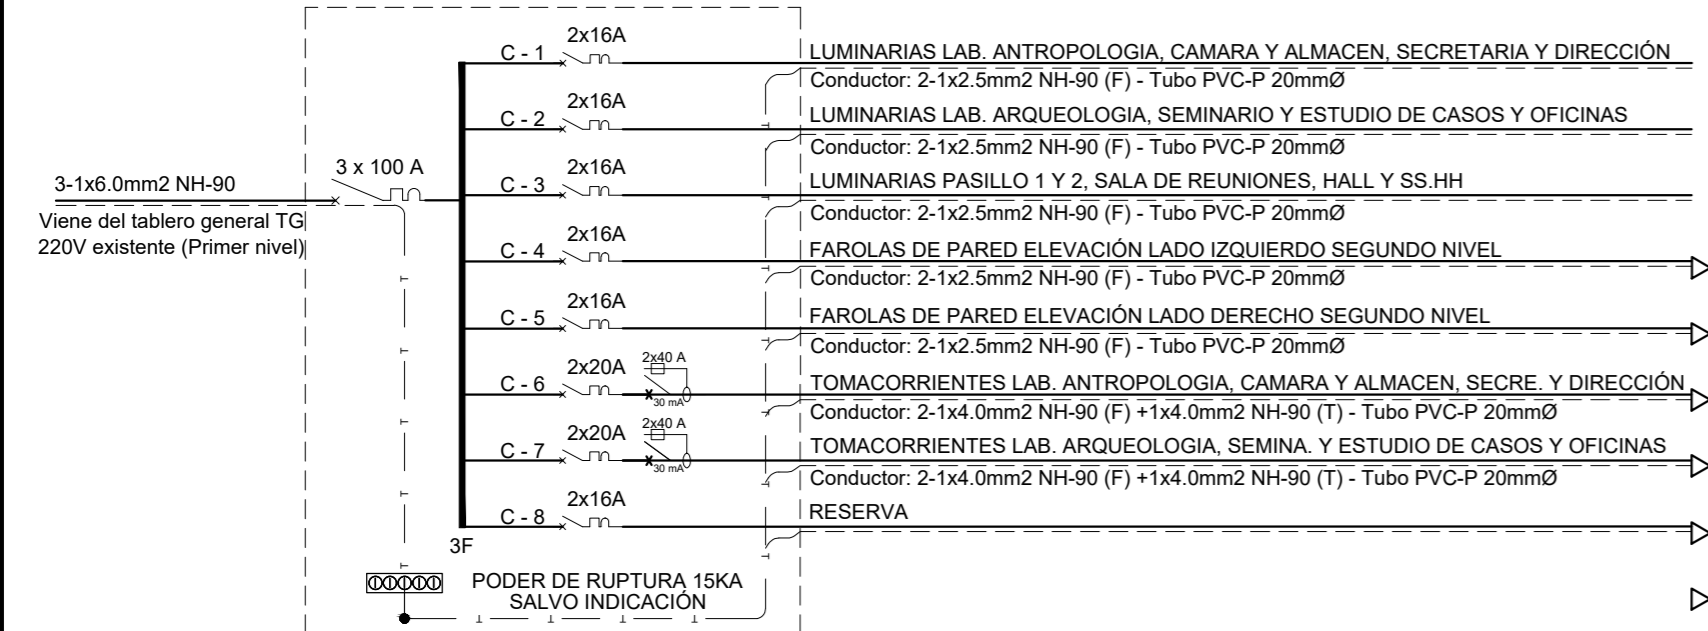 2x16A
C - 1
LUMINARIAS LAB. ANTROPOLOGIA, CAMARA Y ALMACEN, SECRETARIA Y DIRECCIÓN
Conductor: 2-1x2.5mm2 NH-90 (F) - Tubo PVC-P 20mmØ
2x16A
C - 2
LUMINARIAS LAB. ARQUEOLOGIA, SEMINARIO Y ESTUDIO DE CASOS Y OFICINAS
Conductor: 2-1x2.5mm2 NH-90 (F) - Tubo PVC-P 20mmØ
3-1x6.0mm2 NH-90
Viene del tablero general TG
220V existente (Primer nivel)
3 x 100 A
2x16A
C - 3
LUMINARIAS PASILLO 1 Y 2, SALA DE REUNIONES, HALL Y SS.HH
Conductor: 2-1x2.5mm2 NH-90 (F) - Tubo PVC-P 20mmØ
2x16A
C - 4
FAROLAS DE PARED ELEVACIÓN LADO IZQUIERDO SEGUNDO NIVEL
Conductor: 2-1x2.5mm2 NH-90 (F) - Tubo PVC-P 20mmØ
2x16A
C - 5
FAROLAS DE PARED ELEVACIÓN LADO DERECHO SEGUNDO NIVEL
Conductor: 2-1x2.5mm2 NH-90 (F) - Tubo PVC-P 20mmØ
2x20A
2x40 A
C - 6
30 mA
TOMACORRIENTES LAB. ANTROPOLOGIA, CAMARA Y ALMACEN, SECRE. Y DIRECCIÓN
Conductor: 2-1x4.0mm2 NH-90 (F) +1x4.0mm2 NH-90 (T) - Tubo PVC-P 20mmØ
2x20A
2x40 A
C - 7
30 mA
TOMACORRIENTES LAB. ARQUEOLOGIA, SEMINA. Y ESTUDIO DE CASOS Y OFICINAS
Conductor: 2-1x4.0mm2 NH-90 (F) +1x4.0mm2 NH-90 (T) - Tubo PVC-P 20mmØ
2x16A
C - 8
RESERVA
3F
PODER DE RUPTURA 15KA
SALVO INDICACIÓN